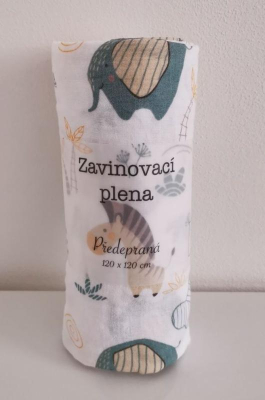 Zavinovací
plena
Předepraná
120 x 120 cm